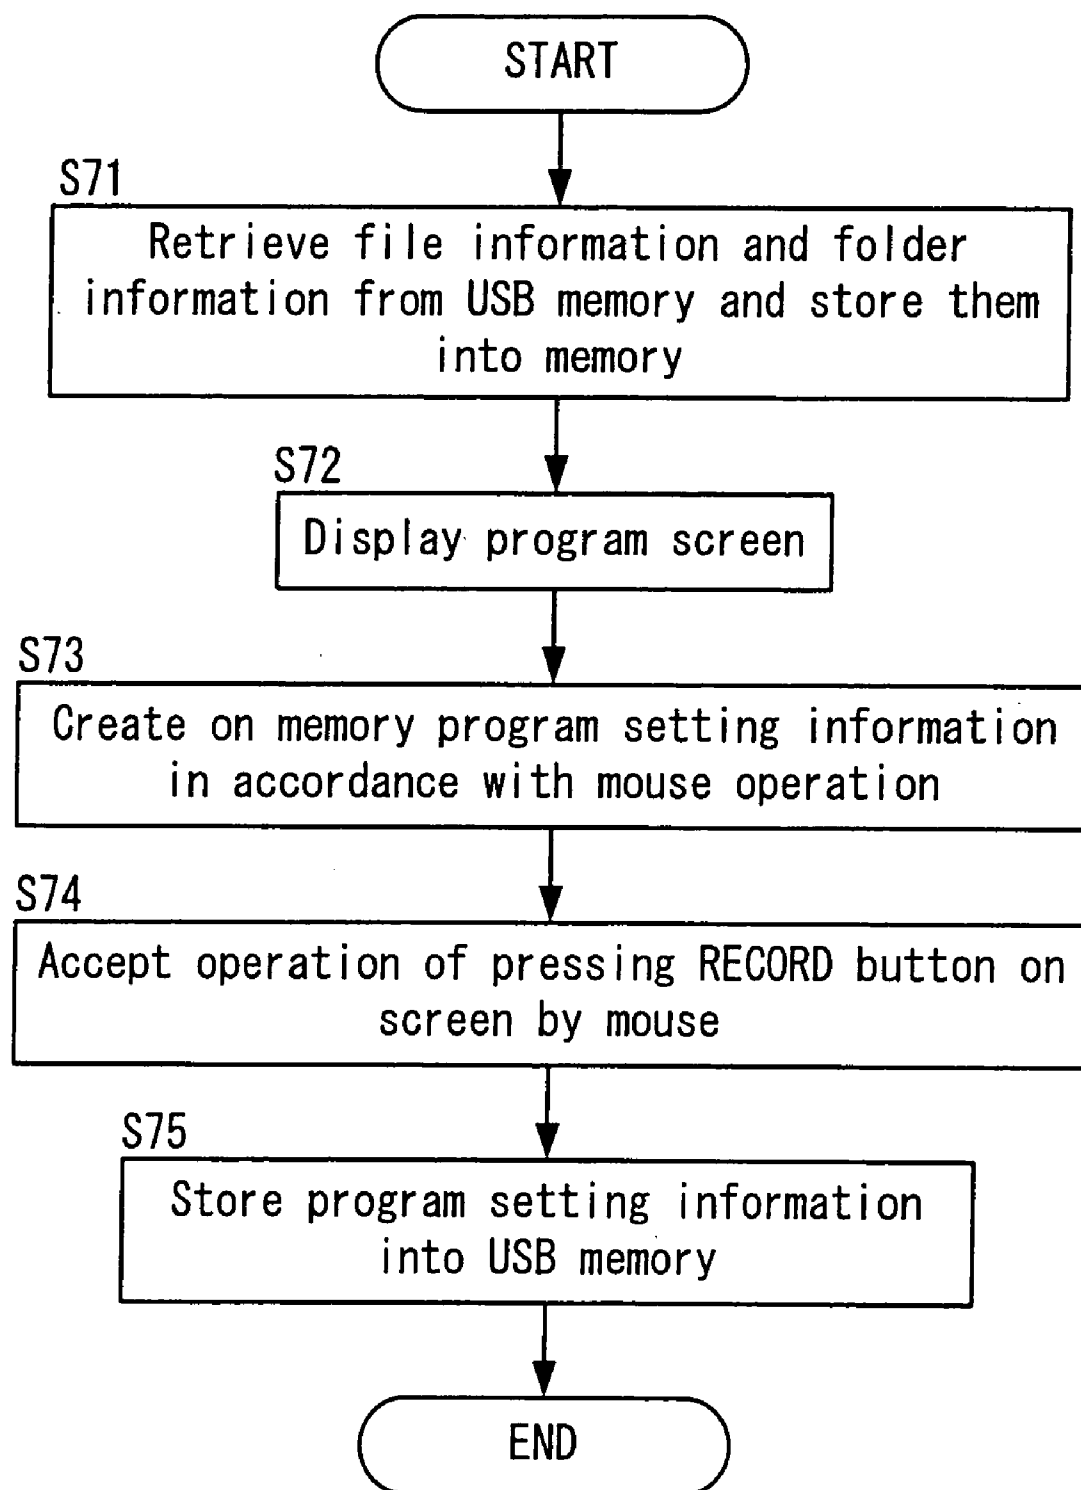 START
S71
Retrieve file information and folder
information from USB memory and store them
into memory
S72
Display program screen
S73
Create on memory program setting information
in accordance with mouse operation
S74
Accept operation of pressing RECORD button on
screen by mouse
S75
Store program setting information
into USB memory
END